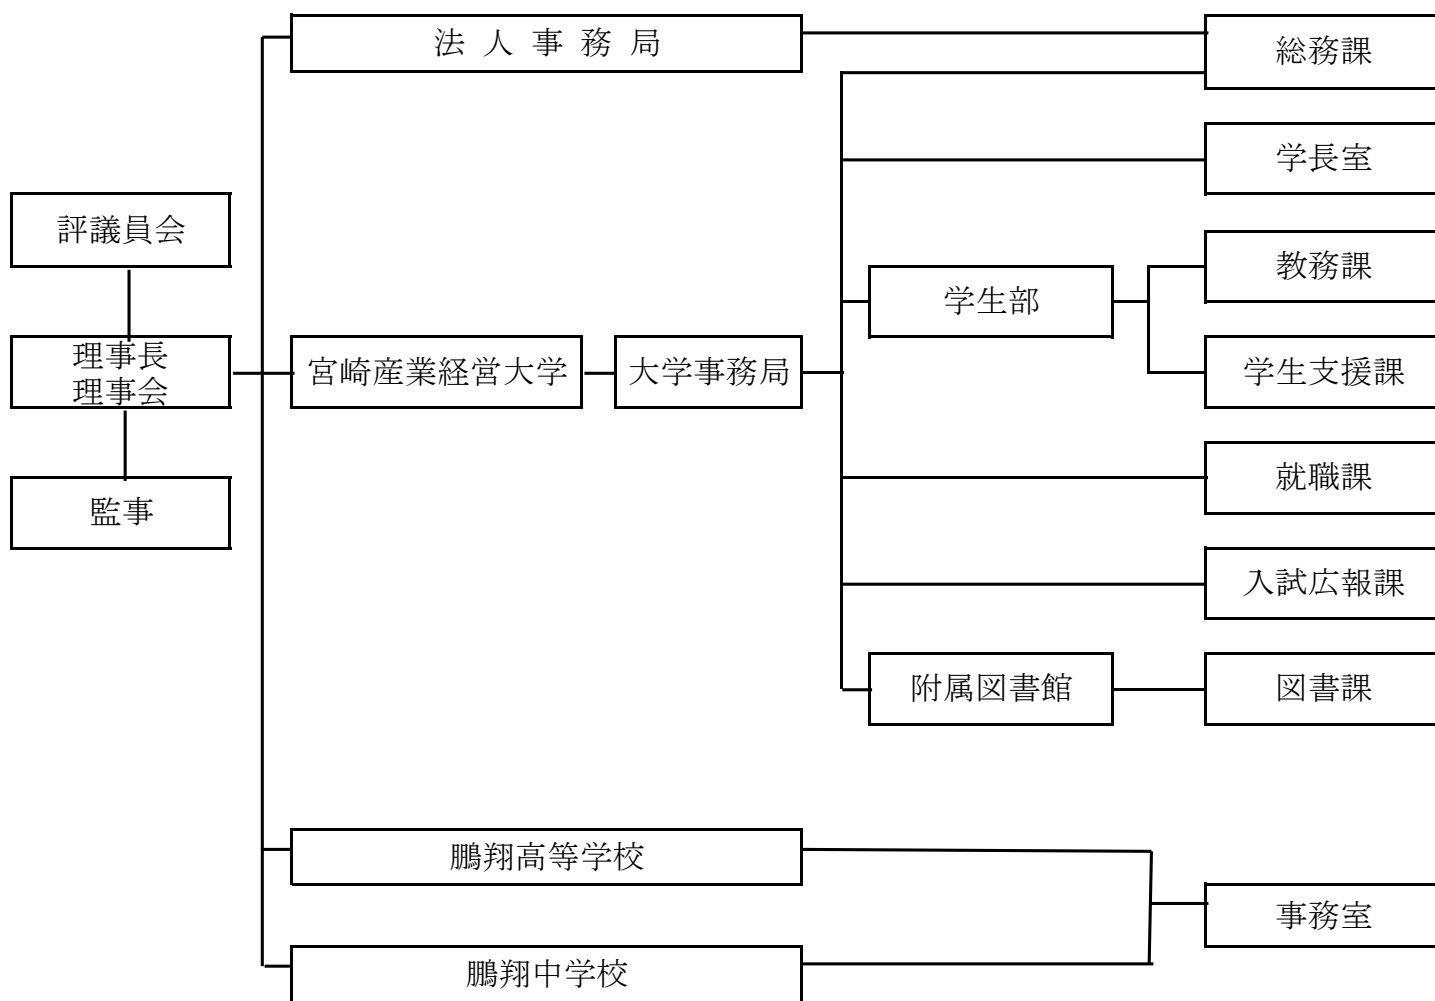 法 人 事 務 局
総務課
学長室
評議員会
教務課
学生部
理事長
理事会
宮崎産業経営大学
大学事務局
学生支援課
就職課
監事
入試広報課
附属図書館
図書課
鵬翔高等学校
事務室
鵬翔中学校